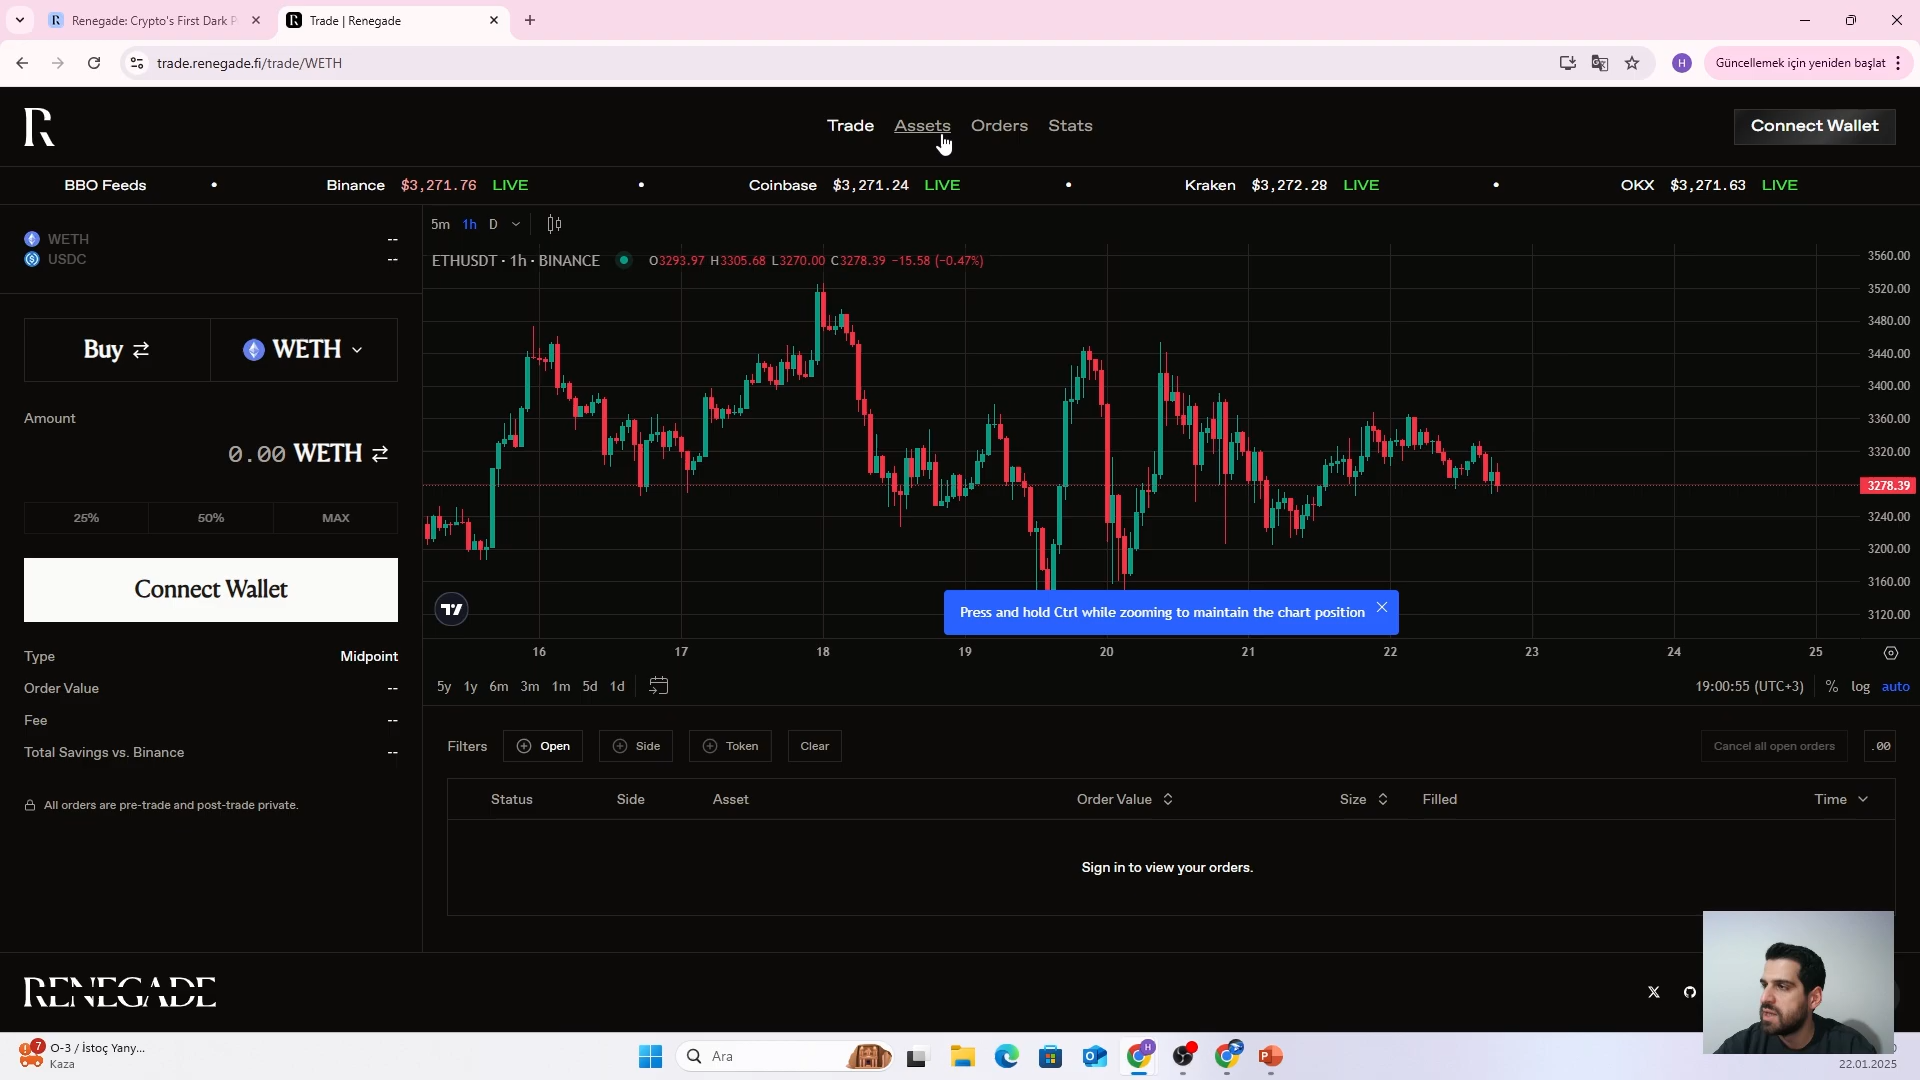 Renegade: Crypto's First Dark P
Trade | Renegade
trade.renegade.fi/trade/WETH
H
Güncellemek için yeniden başlat
R
Trade Assets Orders Stats
Connect Wallet
BBO Feeds • Binance $3,271.76 LIVE • Coinbase $3,271.24 LIVE • Kraken $3,272.28 LIVE • OKX $3,271.63 LIVE
WETH --
USDC --
5m 1h D
ETHUSDT · 1h · BINANCE O3293.97 H3305.68 L3270.00 C3278.39 −15.58 (−0.47%)
Buy
WETH
Amount
0.00 WETH
25% 50% MAX
Connect Wallet
Type Midpoint
Order Value --
Fee --
Total Savings vs. Binance --
All orders are pre-trade and post-trade private.
3560.00
3520.00
3480.00
3440.00
3400.00
3360.00
3320.00
3278.39
3240.00
3200.00
3160.00
3120.00
Press and hold Ctrl while zooming to maintain the chart position
16 17 18 19 20 21 22 23 24 25
5y 1y 6m 3m 1m 5d 1d
19:00:55 (UTC+3) % log auto
Filters Open Side Token Clear
Cancel all open orders .00
Status Side Asset Order Value Size Filled Time
Sign in to view your orders.
RENEGADE
7
O-3 / İstoç Yany...
Kaza
Ara
22.01.2025